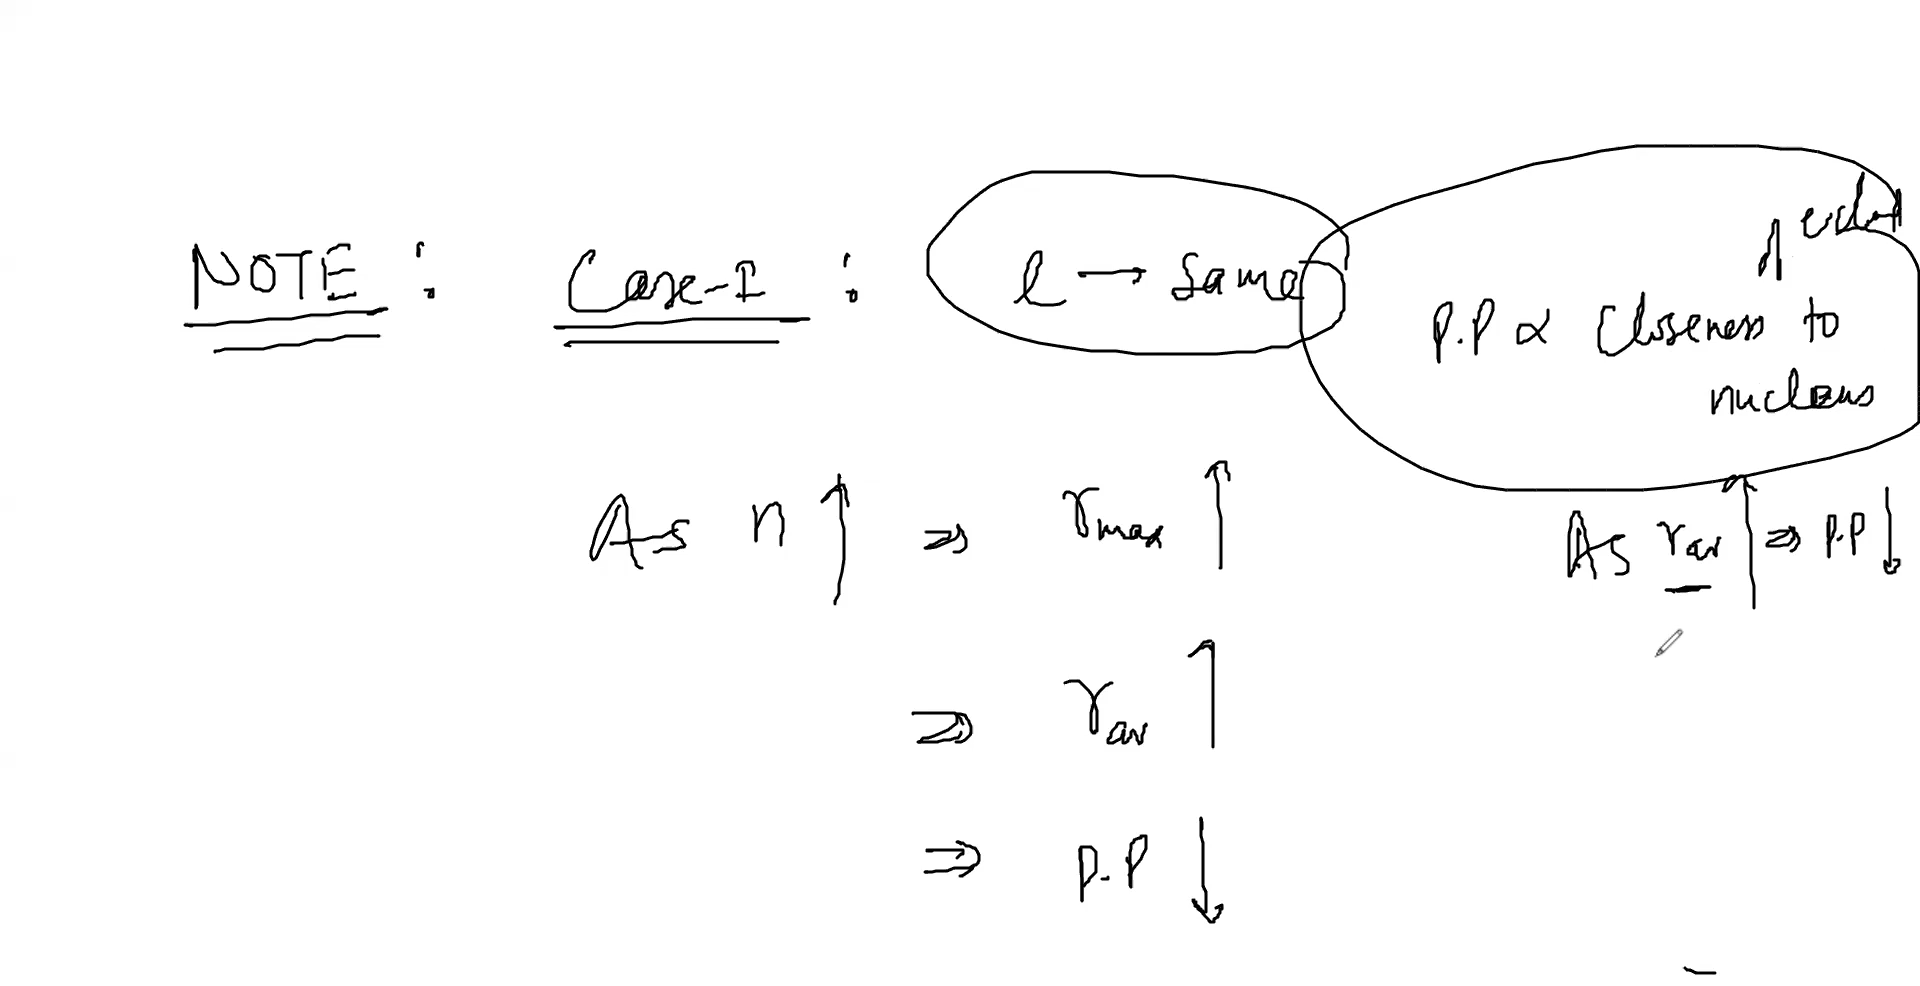 NOTE : Case-I : l → Same
P.P ∝ Closeness to
nucleus
As n ↑ ⇒ rmax ↑
As rav ↑ ⇒ P.P ↓
⇒ rav ↑
⇒ P.P ↓